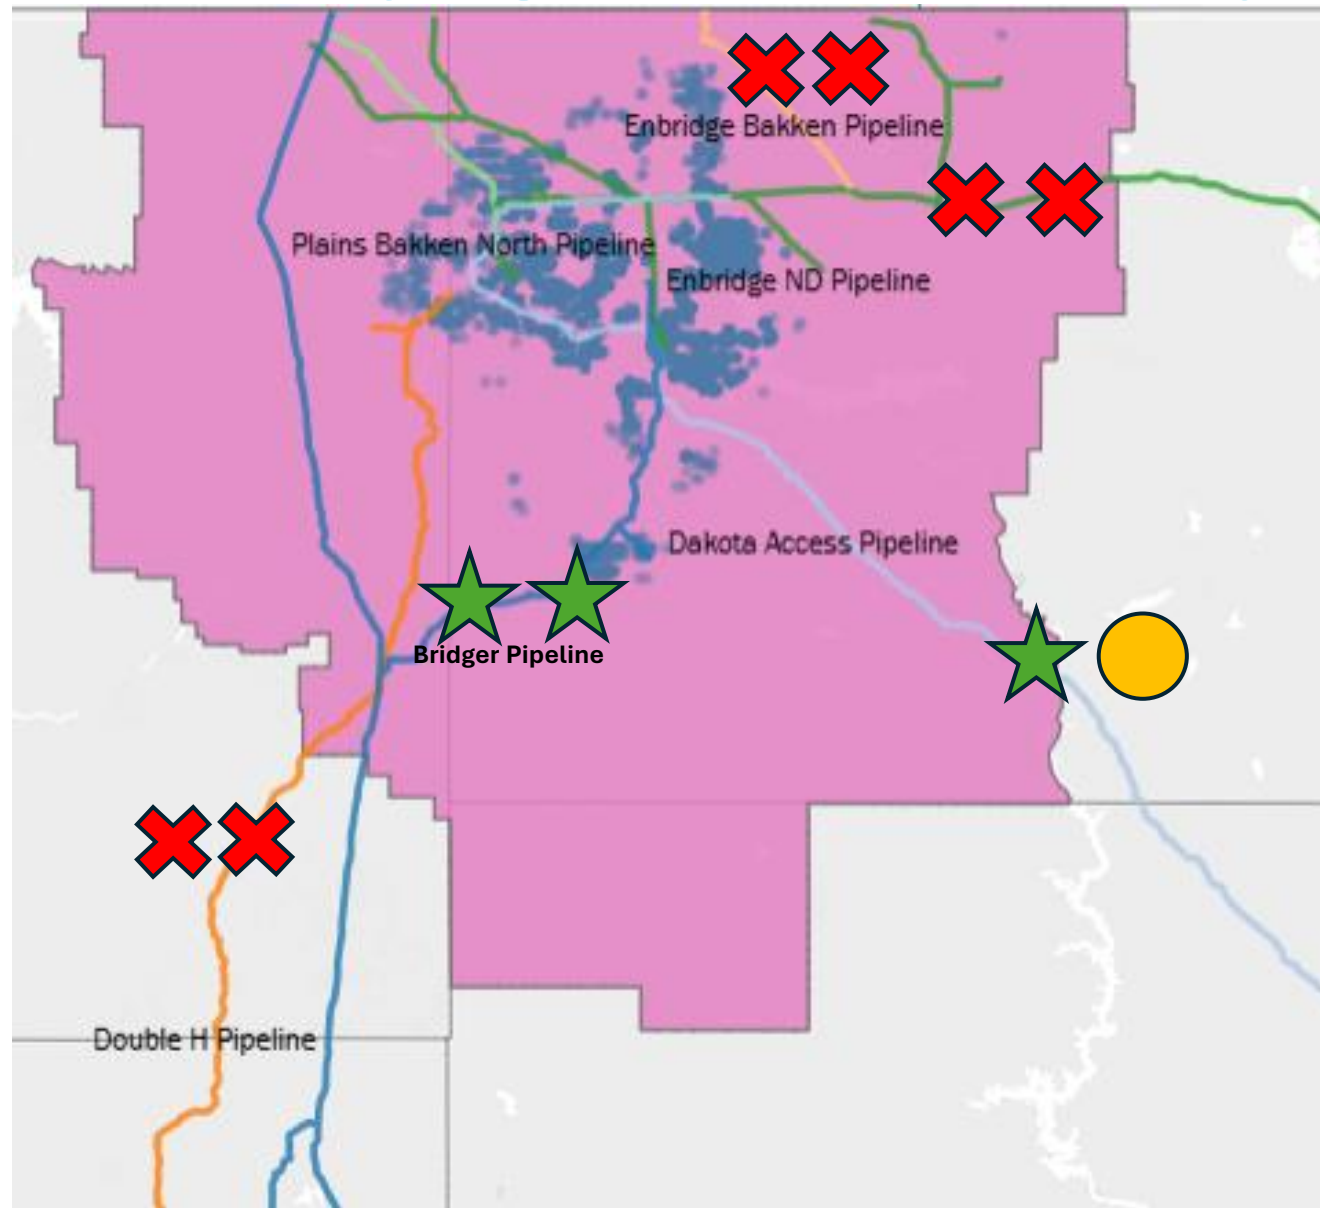 Enbridge Bakken Pipeline
Plains Bakken North Pipeline
Enbridge ND Pipeline
Dakota Access Pipeline
Bridger Pipeline
Double H Pipeline